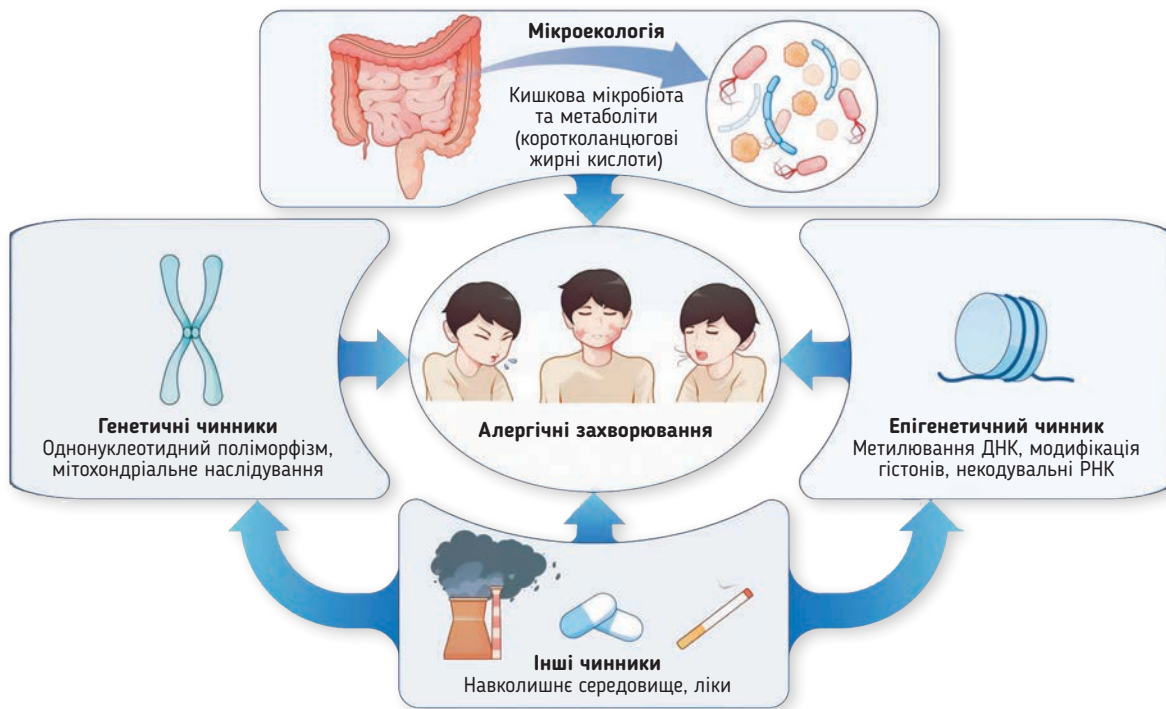 Мікроекологія
Кишкова мікробіота
та метаболіти
(коротколанцюгові
жирні кислоти)
Генетичні чинники
Однонуклеотидний поліморфізм,
мітохондріальне наслідування
Алергічні захворювання
Епігенетичний чинник
Метилювання ДНК, модифікація
гістонів, некодувальні РНК
Інші чинники
Навколишнє середовище, ліки